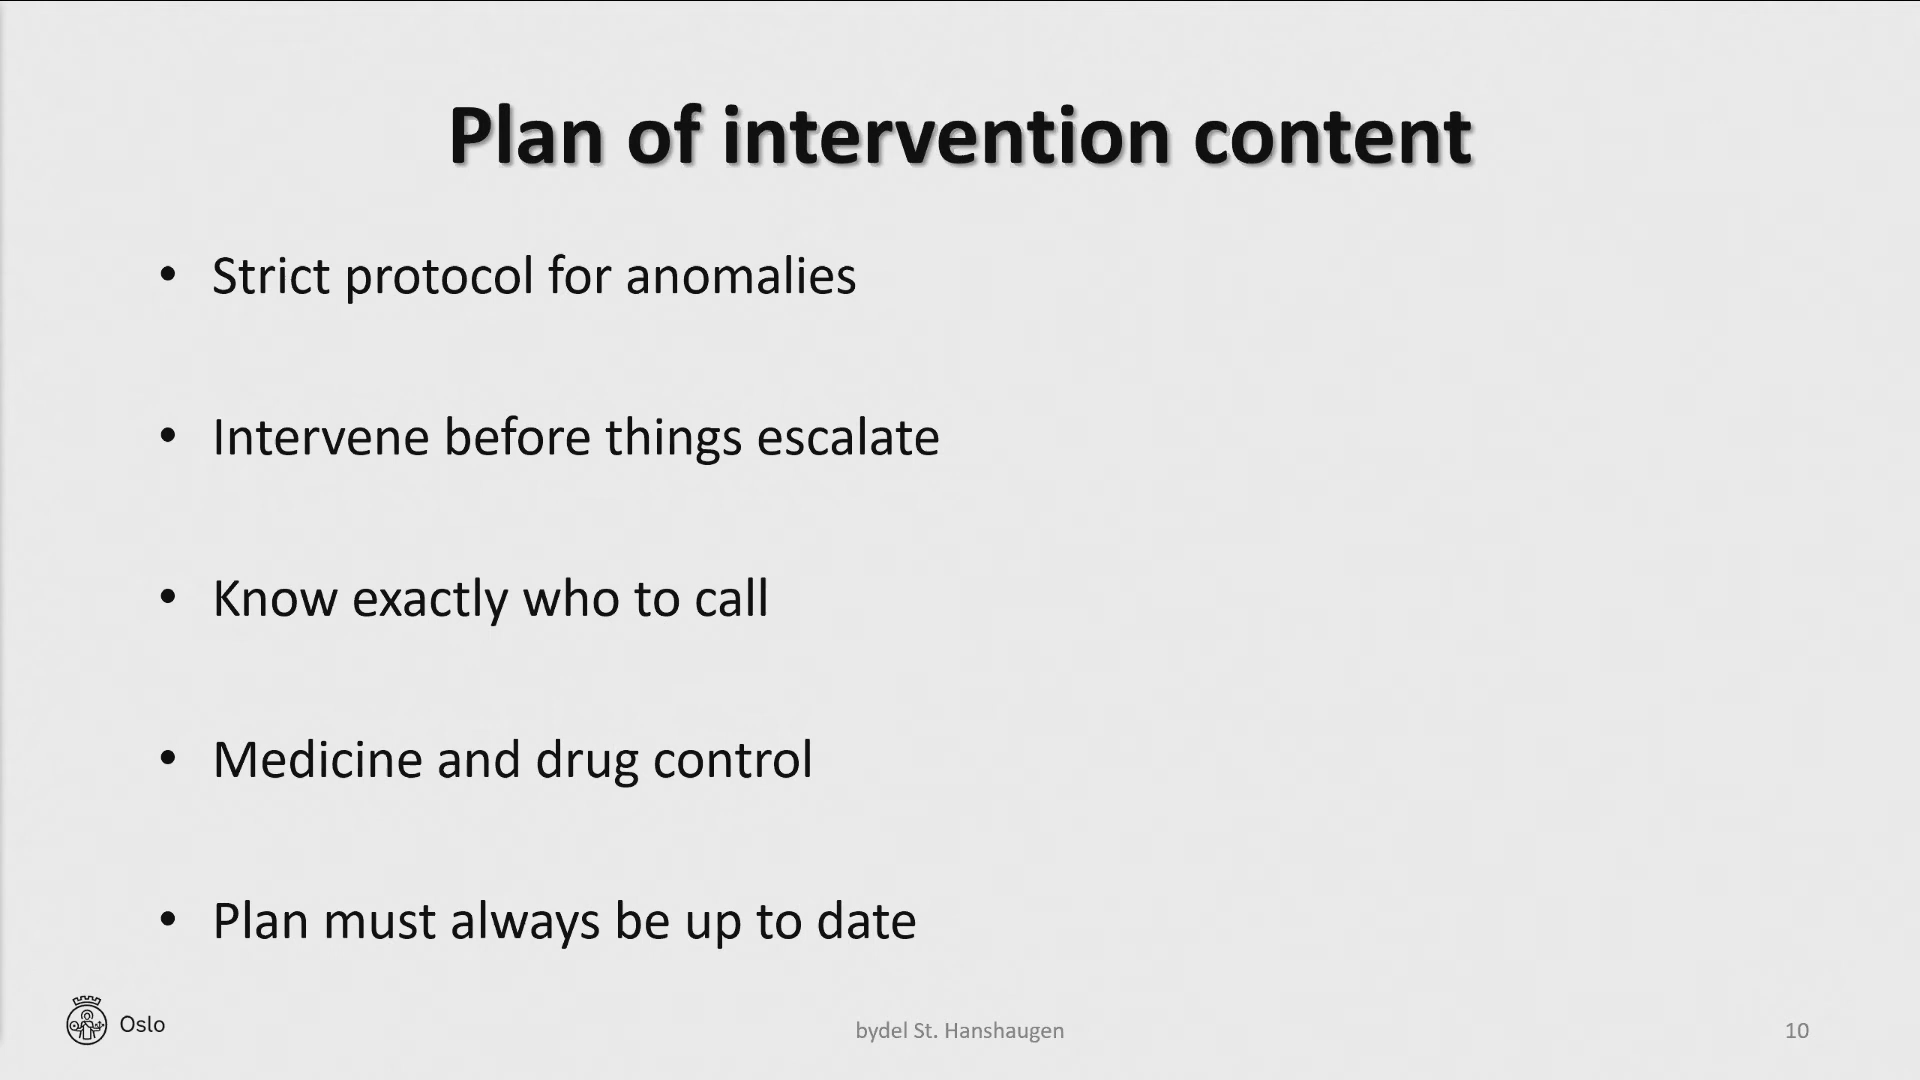 Plan of intervention content
• Strict protocol for anomalies
• Intervene before things escalate
• Know exactly who to call
• Medicine and drug control
• Plan must always be up to date
Oslo
bydel St. Hanshaugen
10